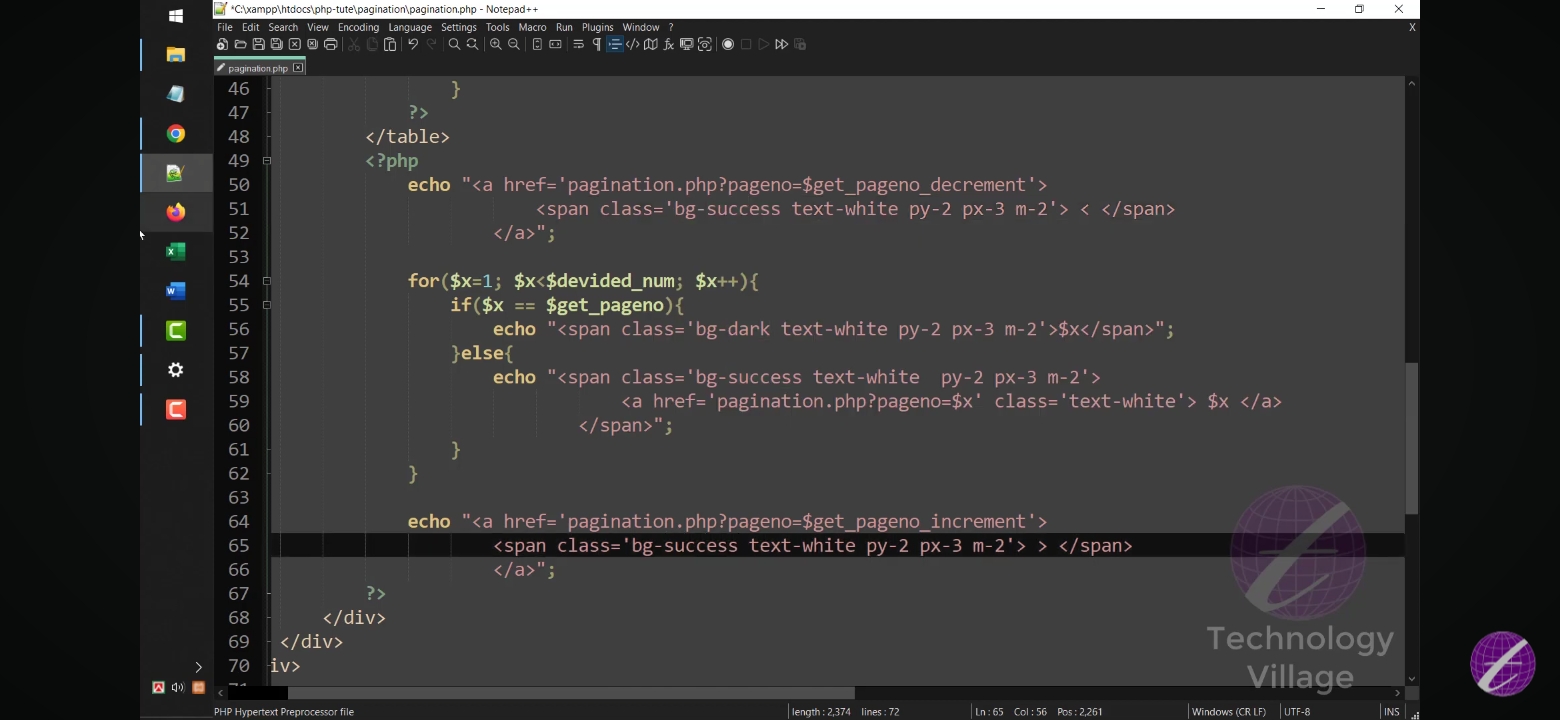 *C:\xampp\htdocs\php-tute\pagination\pagination.php - Notepad++
File Edit Search View Encoding Language Settings Tools Macro Run Plugins Window ? X
pagination.php
46 }
47 ?>
48 </table>
49 <?php
50 echo "<a href='pagination.php?pageno=$get_pageno_decrement'>
51 <span class='bg-success text-white py-2 px-3 m-2'> < </span>
52 </a>";
53
54 for($x=1; $x<$devided_num; $x++){
55 if($x == $get_pageno){
56 echo "<span class='bg-dark text-white py-2 px-3 m-2'>$x</span>";
57 }else{
58 echo "<span class='bg-success text-white  py-2 px-3 m-2'>
59 <a href='pagination.php?pageno=$x' class='text-white'> $x </a>
60 </span>";
61 }
62 }
63
64 echo "<a href='pagination.php?pageno=$get_pageno_increment'>
65 <span class='bg-success text-white py-2 px-3 m-2'> > </span>
66 </a>";
67 ?>
68 </div>
69 </div>
70 iv>
Technology
Village
PHP Hypertext Preprocessor file length : 2,374 lines : 72 Ln : 65 Col : 56 Pos : 2,261 Windows (CR LF) UTF-8 INS